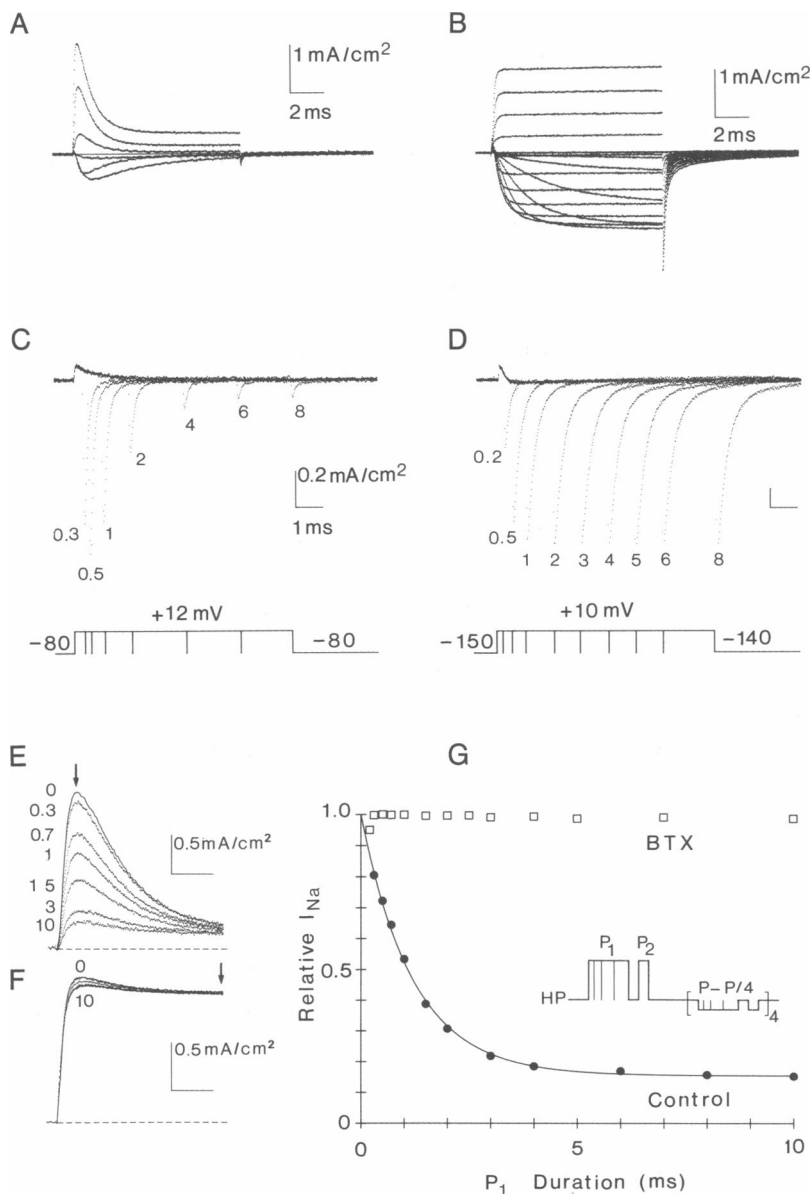 A
1 mA/cm2
2 ms
B
1 mA/cm2
2 ms
C
0.3
0.5
1
2
4
6
8
0.2 mA/cm2
1 ms
+12 mV
-80
-80
D
0.2
0.5
1
2
3
4
5
6
8
+10 mV
-150
-140
E
0
0.3
0.7
1
1 5
3
10
0.5 mA/cm2
F
0
10
0.5 mA/cm2
G
Relative INa
1.0
0.5
0
BTX
P1
P2
HP
P-P/4
4
Control
0
5
10
P1 Duration (ms)